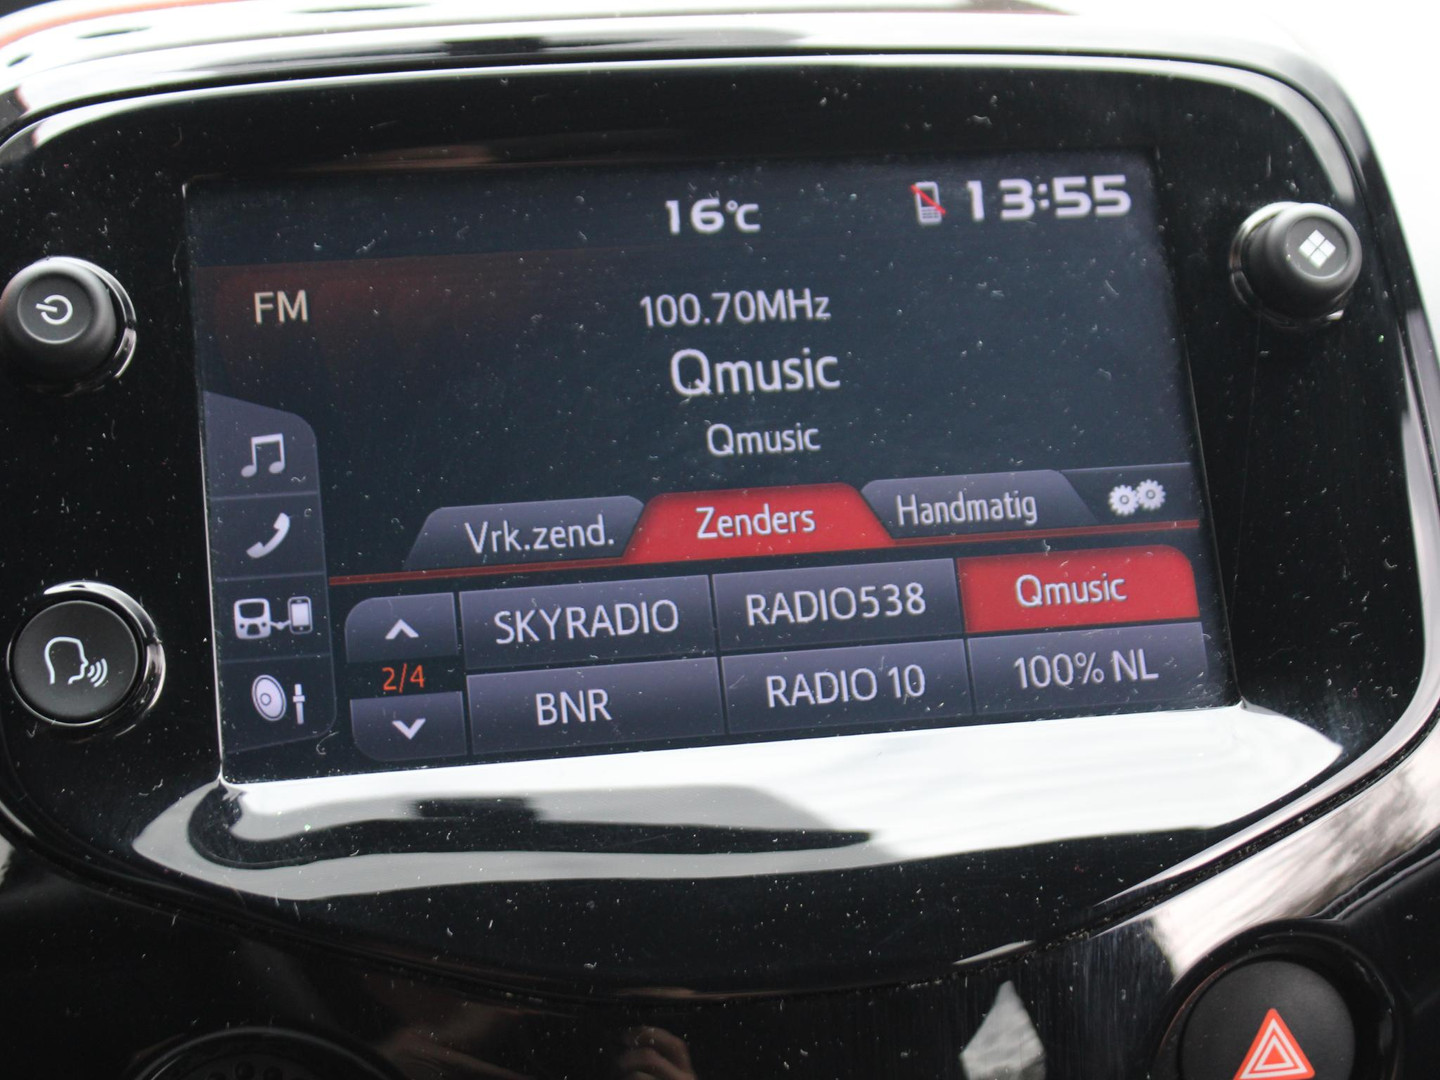 16°C 13:55
FM 100.70MHz
Qmusic
Qmusic
Vrk.zend. Zenders Handmatig
SKYRADIO RADIO538 Qmusic
2/4
BNR RADIO 10 100% NL